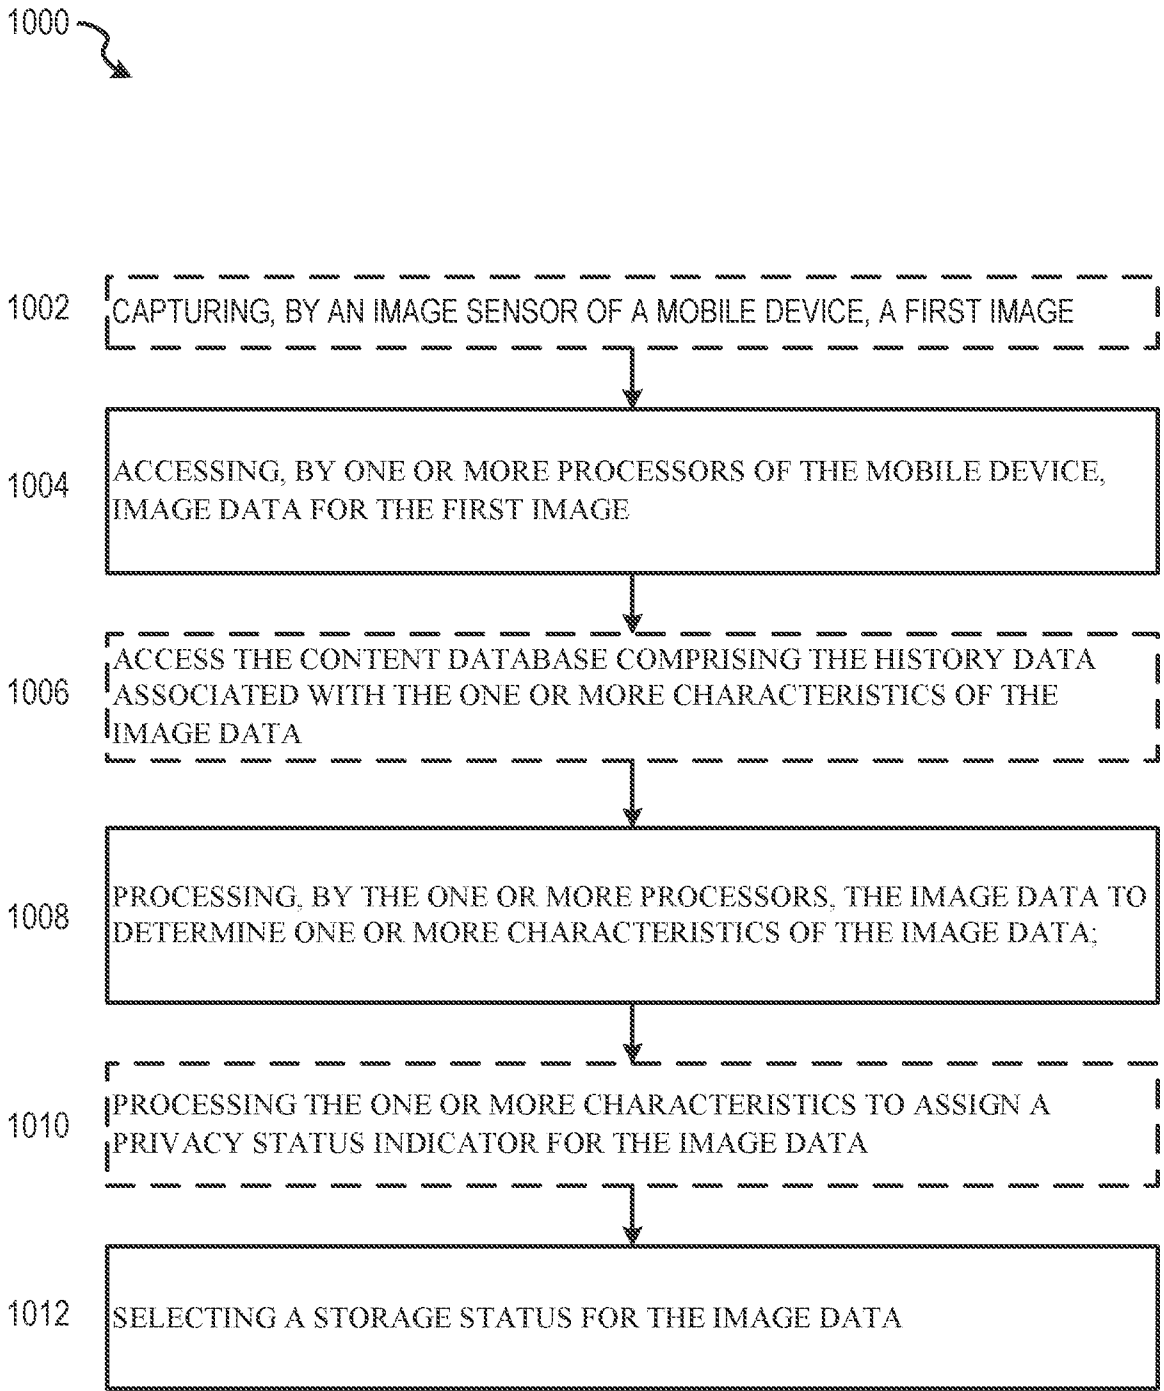 1000
1002
CAPTURING, BY AN IMAGE SENSOR OF A MOBILE DEVICE, A FIRST IMAGE
1004
ACCESSING, BY ONE OR MORE PROCESSORS OF THE MOBILE DEVICE,
IMAGE DATA FOR THE FIRST IMAGE
1006
ACCESS THE CONTENT DATABASE COMPRISING THE HISTORY DATA
ASSOCIATED WITH THE ONE OR MORE CHARACTERISTICS OF THE
IMAGE DATA
1008
PROCESSING, BY THE ONE OR MORE PROCESSORS, THE IMAGE DATA TO
DETERMINE ONE OR MORE CHARACTERISTICS OF THE IMAGE DATA;
1010
PROCESSING THE ONE OR MORE CHARACTERISTICS TO ASSIGN A
PRIVACY STATUS INDICATOR FOR THE IMAGE DATA
1012
SELECTING A STORAGE STATUS FOR THE IMAGE DATA